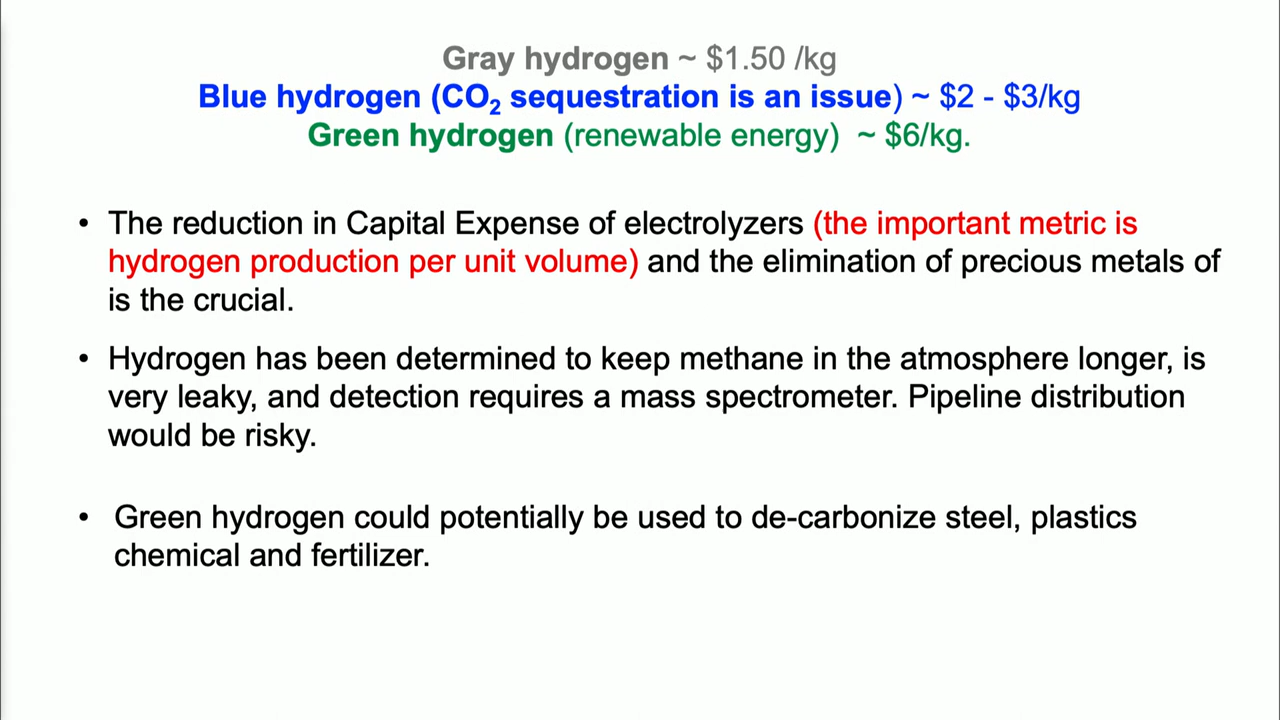 Gray hydrogen ~ $1.50 /kg
Blue hydrogen (CO₂ sequestration is an issue) ~ $2 - $3/kg
Green hydrogen (renewable energy) ~ $6/kg.
• The reduction in Capital Expense of electrolyzers (the important metric is
hydrogen production per unit volume) and the elimination of precious metals of
is the crucial.
• Hydrogen has been determined to keep methane in the atmosphere longer, is
very leaky, and detection requires a mass spectrometer. Pipeline distribution
would be risky.
• Green hydrogen could potentially be used to de-carbonize steel, plastics
chemical and fertilizer.